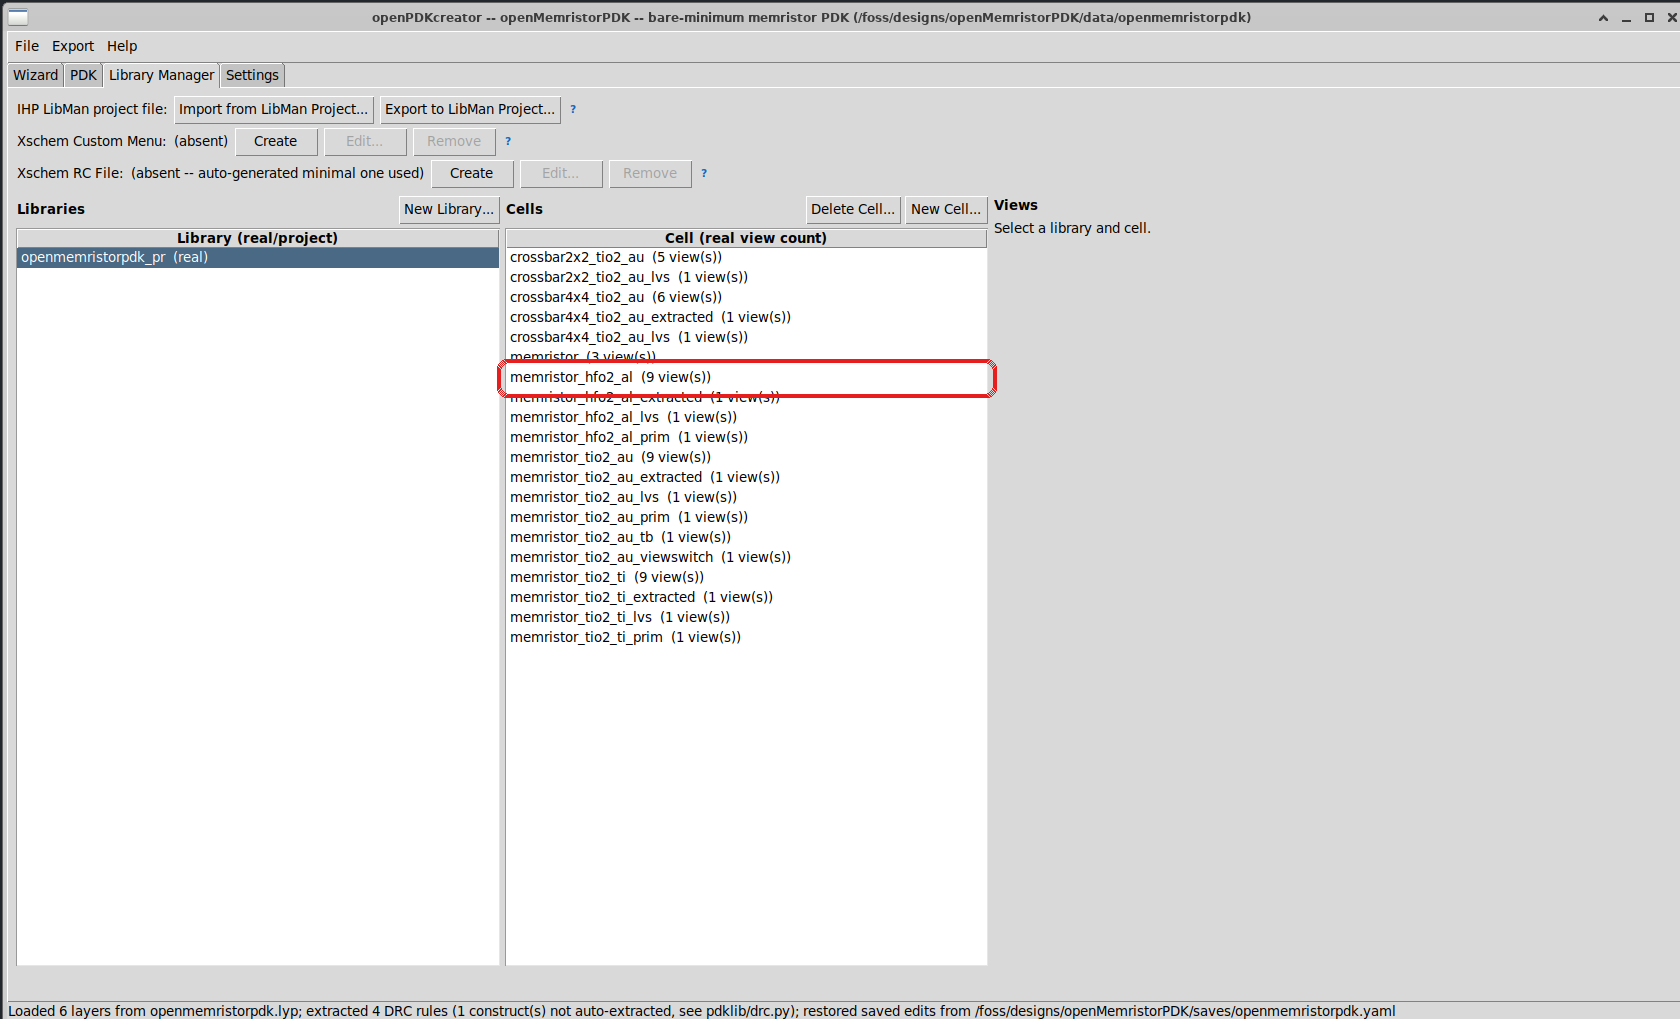 openPDKcreator -- openMemristorPDK -- bare-minimum memristor PDK (/foss/designs/openMemristorPDK/data/openmemristorpdk)
File Export Help
Wizard PDK Library Manager Settings
IHP LibMan project file: Import from LibMan Project... Export to LibMan Project... ?
Xschem Custom Menu: (absent) Create Edit... Remove ?
Xschem RC File: (absent -- auto-generated minimal one used) Create Edit... Remove ?
Libraries New Library... Cells Delete Cell... New Cell... Views
Select a library and cell.
Library (real/project) Cell (real view count)
openmemristorpdk_pr (real)
crossbar2x2_tio2_au (5 view(s))
crossbar2x2_tio2_au_lvs (1 view(s))
crossbar4x4_tio2_au (6 view(s))
crossbar4x4_tio2_au_extracted (1 view(s))
crossbar4x4_tio2_au_lvs (1 view(s))
memristor (3 view(s))
memristor_hfo2_al (9 view(s))
memristor_hfo2_al_extracted (1 view(s))
memristor_hfo2_al_lvs (1 view(s))
memristor_hfo2_al_prim (1 view(s))
memristor_tio2_au (9 view(s))
memristor_tio2_au_extracted (1 view(s))
memristor_tio2_au_lvs (1 view(s))
memristor_tio2_au_prim (1 view(s))
memristor_tio2_au_tb (1 view(s))
memristor_tio2_au_viewswitch (1 view(s))
memristor_tio2_ti (9 view(s))
memristor_tio2_ti_extracted (1 view(s))
memristor_tio2_ti_lvs (1 view(s))
memristor_tio2_ti_prim (1 view(s))
Loaded 6 layers from openmemristorpdk.lyp; extracted 4 DRC rules (1 construct(s) not auto-extracted, see pdklib/drc.py); restored saved edits from /foss/designs/openMemristorPDK/saves/openmemristorpdk.yaml